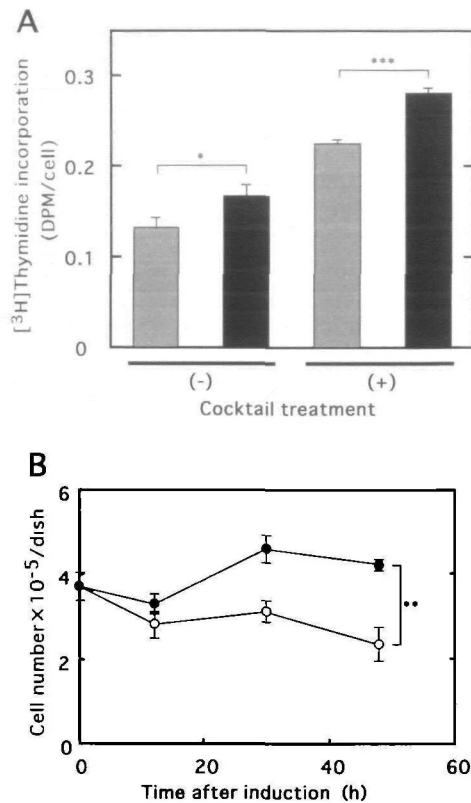 A
[³H]Thymidine incorporation
(DPM/cell)
0.3
0.2
0.1
0
*
***
(-)
(+)
Cocktail treatment
B
Cell number × 10⁻⁵/dish
6
4
2
0
**
0
20
40
60
Time after induction (h)